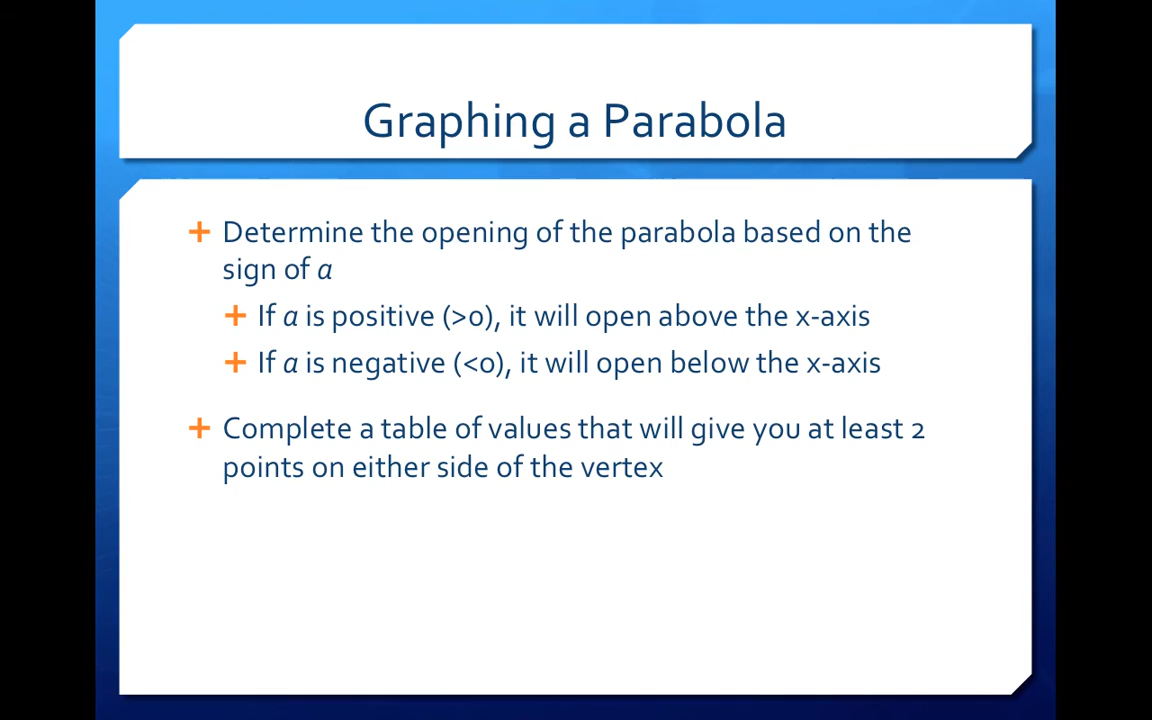 Graphing a Parabola
Determine the opening of the parabola based on the
sign of a
If a is positive (>0), it will open above the x-axis
If a is negative (<0), it will open below the x-axis
Complete a table of values that will give you at least 2
points on either side of the vertex